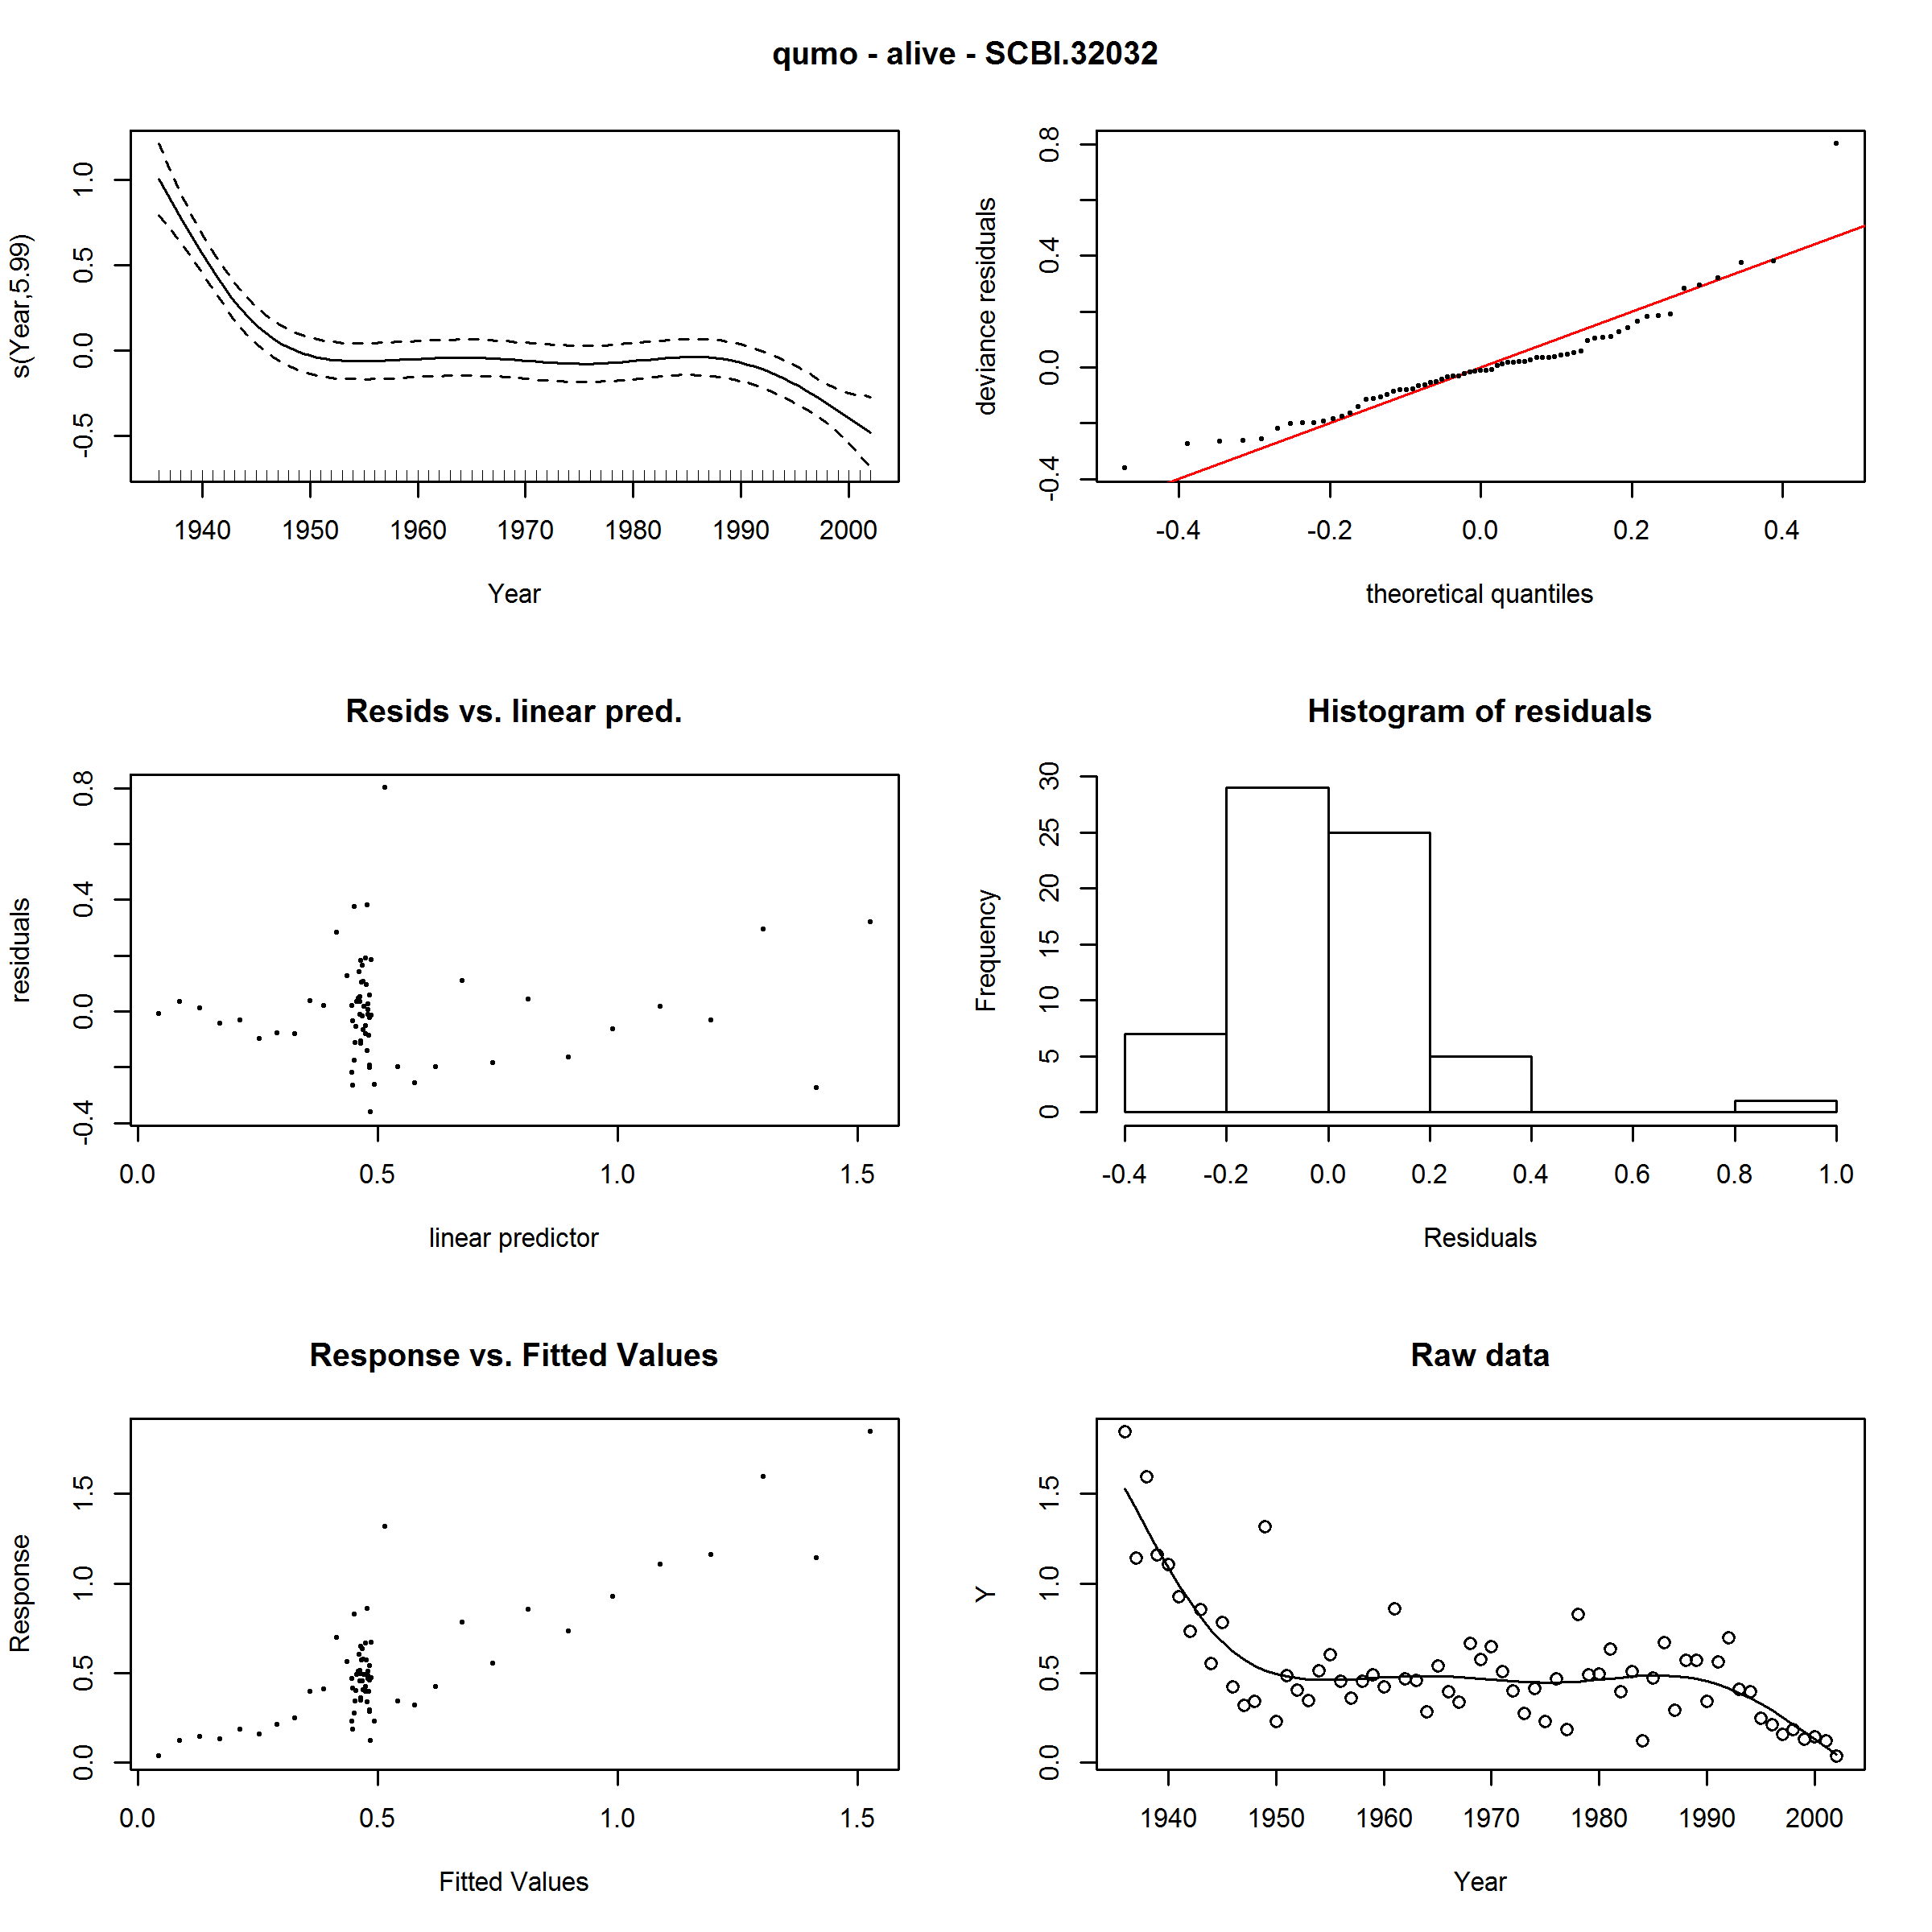 qumo - alive - SCBI.32032
s(Year,5.99)
1.0
0.5
0.0
-0.5
1940 1950 1960 1970 1980 1990 2000
Year
deviance residuals
0.8
0.4
0.0
-0.4
-0.4 -0.2 0.0 0.2 0.4
theoretical quantiles
Resids vs. linear pred.
residuals
0.8
0.4
0.0
-0.4
0.0 0.5 1.0 1.5
linear predictor
Histogram of residuals
Frequency
30
25
20
15
10
5
0
-0.4 -0.2 0.0 0.2 0.4 0.6 0.8 1.0
Residuals
Response vs. Fitted Values
Response
1.5
1.0
0.5
0.0
0.0 0.5 1.0 1.5
Fitted Values
Raw data
Y
1.5
1.0
0.5
0.0
1940 1950 1960 1970 1980 1990 2000
Year